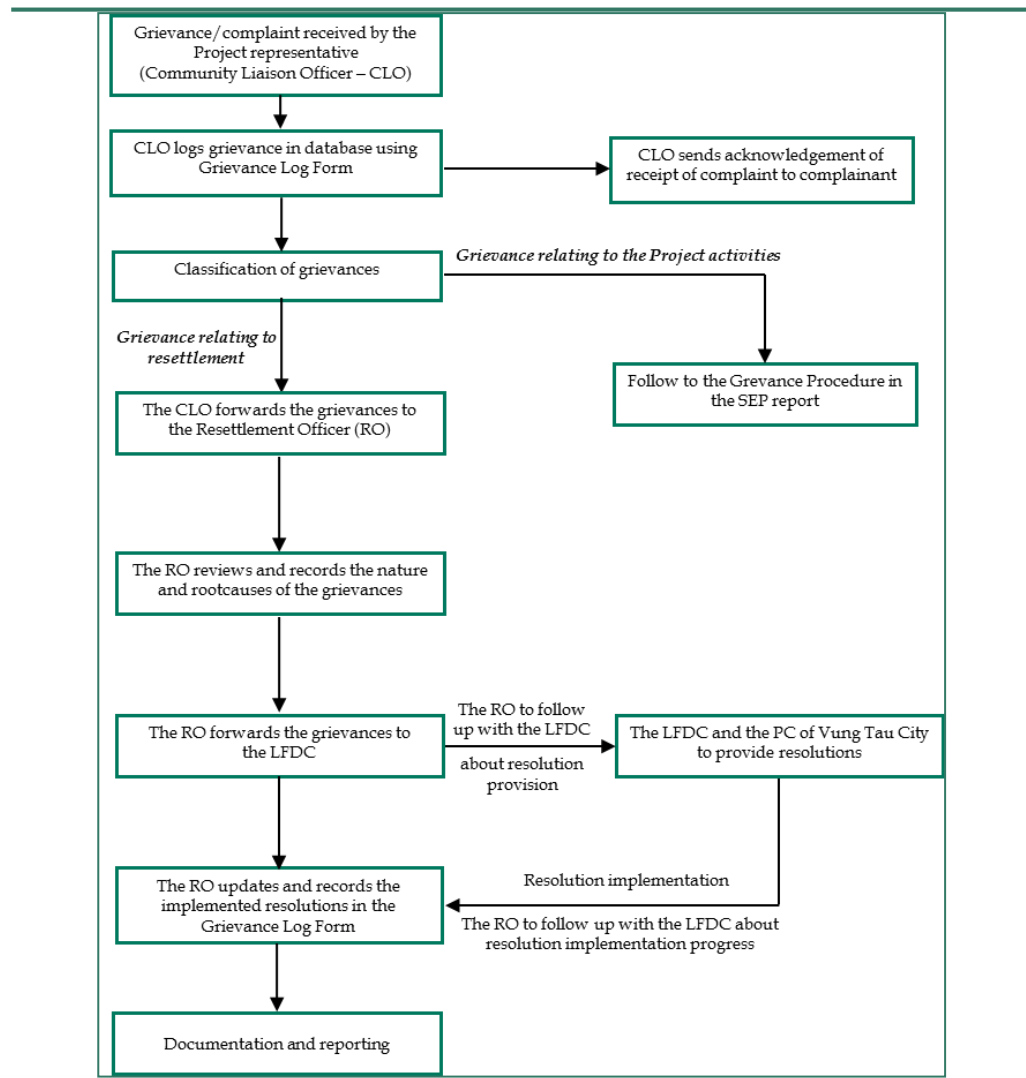 Grievance/complaint received by the
Project representative
(Community Liaison Officer – CLO)
CLO logs grievance in database using
Grievance Log Form
CLO sends acknowledgement of
receipt of complaint to complainant
Classification of grievances
Grievance relating to the Project activities
Grievance relating to
resettlement
Follow to the Grevance Procedure in
the SEP report
The CLO forwards the grievances to
the Resettlement Officer (RO)
The RO reviews and records the nature
and rootcauses of the grievances
The RO forwards the grievances to
the LFDC
The RO to follow
up with the LFDC
about resolution
provision
The LFDC and the PC of Vung Tau City
to provide resolutions
Resolution implementation
The RO to follow up with the LFDC about
resolution implementation progress
The RO updates and records the
implemented resolutions in the
Grievance Log Form
Documentation and reporting